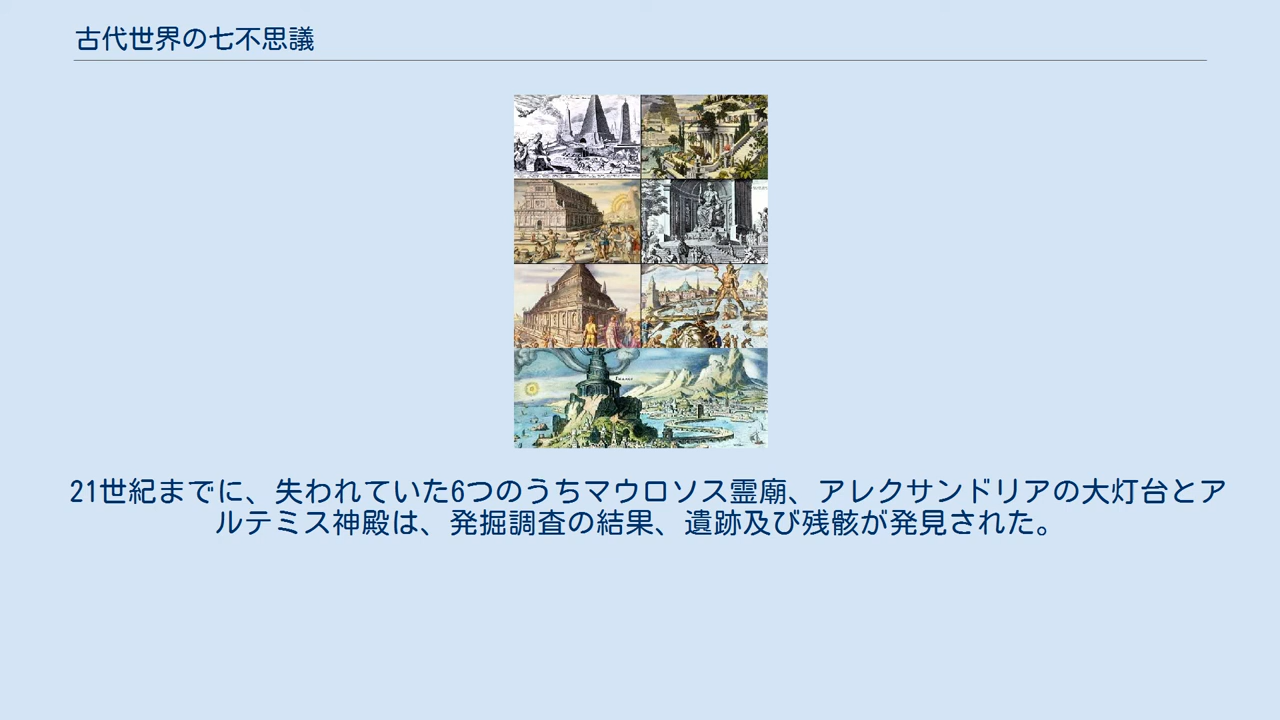 古代世界の七不思議
21世紀までに、失われていた6つのうちマウロソス霊廟、アレクサンドリアの大灯台とア
ルテミス神殿は、発掘調査の結果、遺跡及び残骸が発見された。